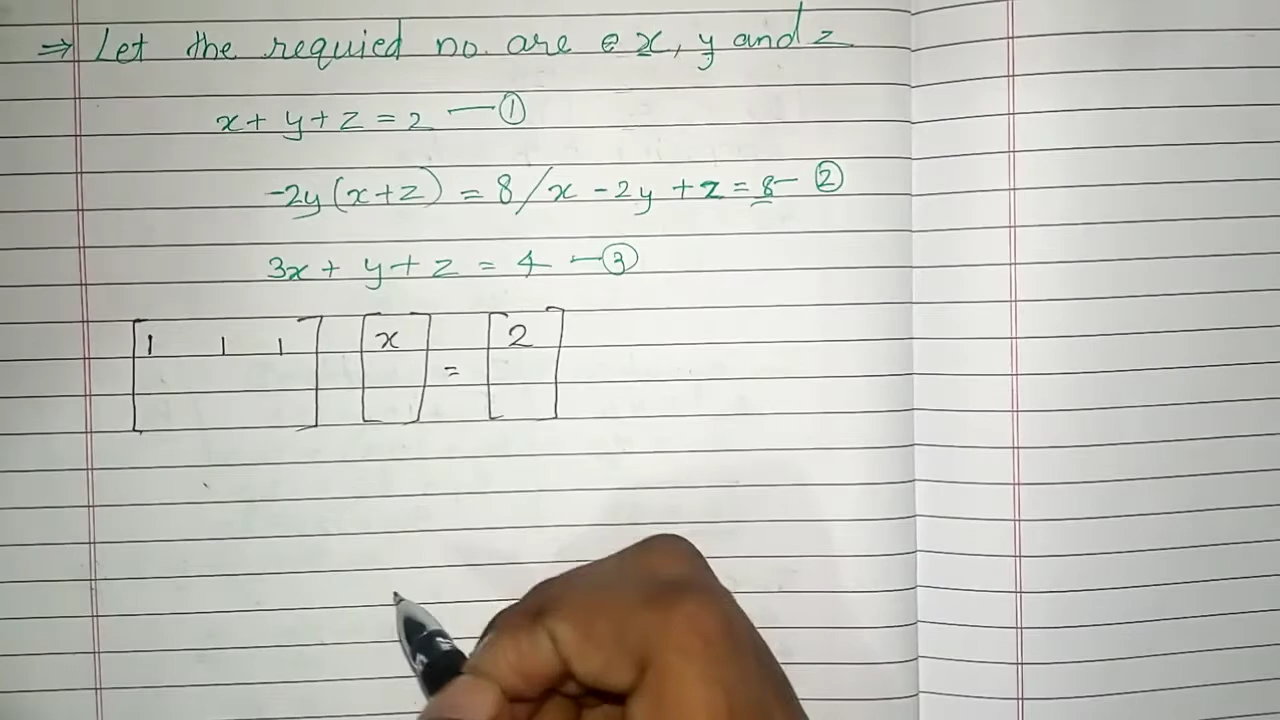 ⇒ Let the requied no. are x, y and z
x + y + z = 2 — ①
-2y (x+z) = 8 / x - 2y + z = 8 — ②
3x + y + z = 4 — ③
[1 1 1] [x] = [2]